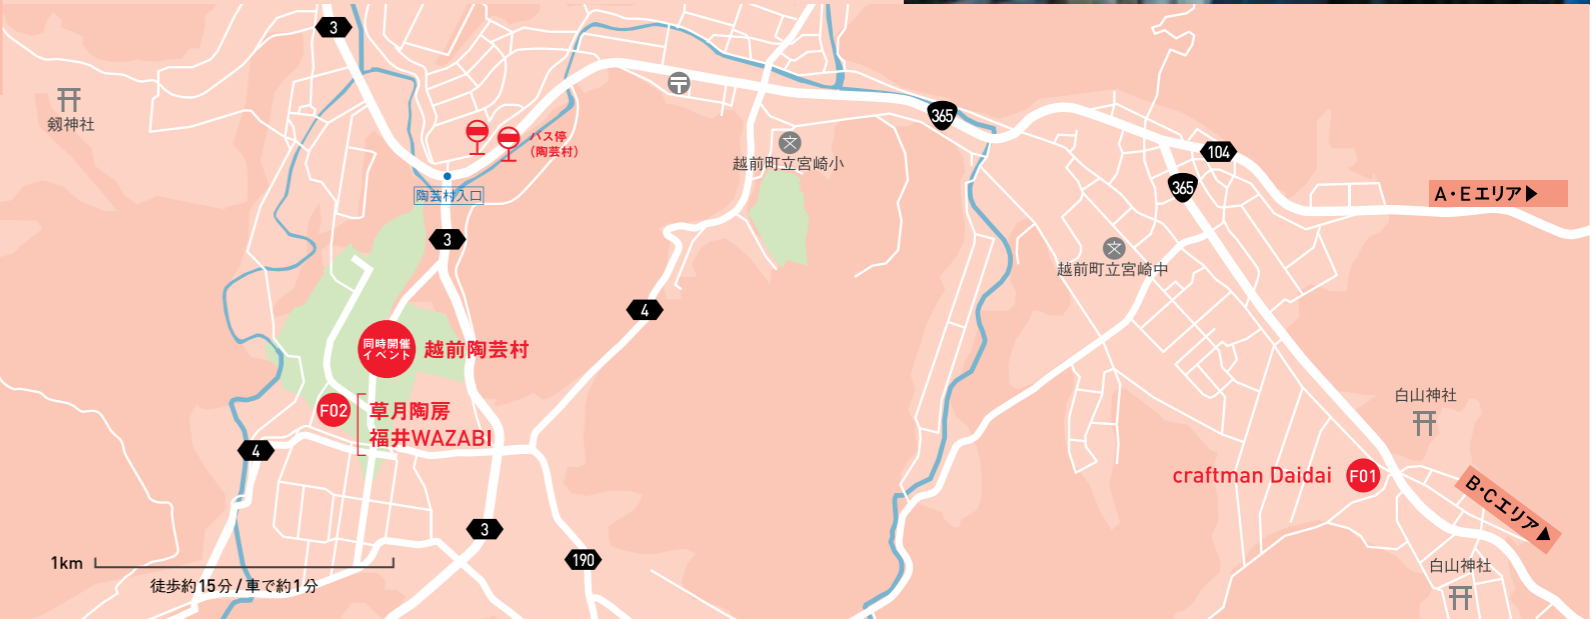 3
剱神社
バス停
（陶芸村）
陶芸村入口
越前町立宮崎小
365
104
365
A・Eエリア▶
3
越前町立宮崎中
4
同時開催
イベント
越前陶芸村
F02
草月陶房
福井WAZABI
4
白山神社
craftman Daidai
F01
B・Cエリア▶
3
190
白山神社
1km
徒歩約15分/車で約1分